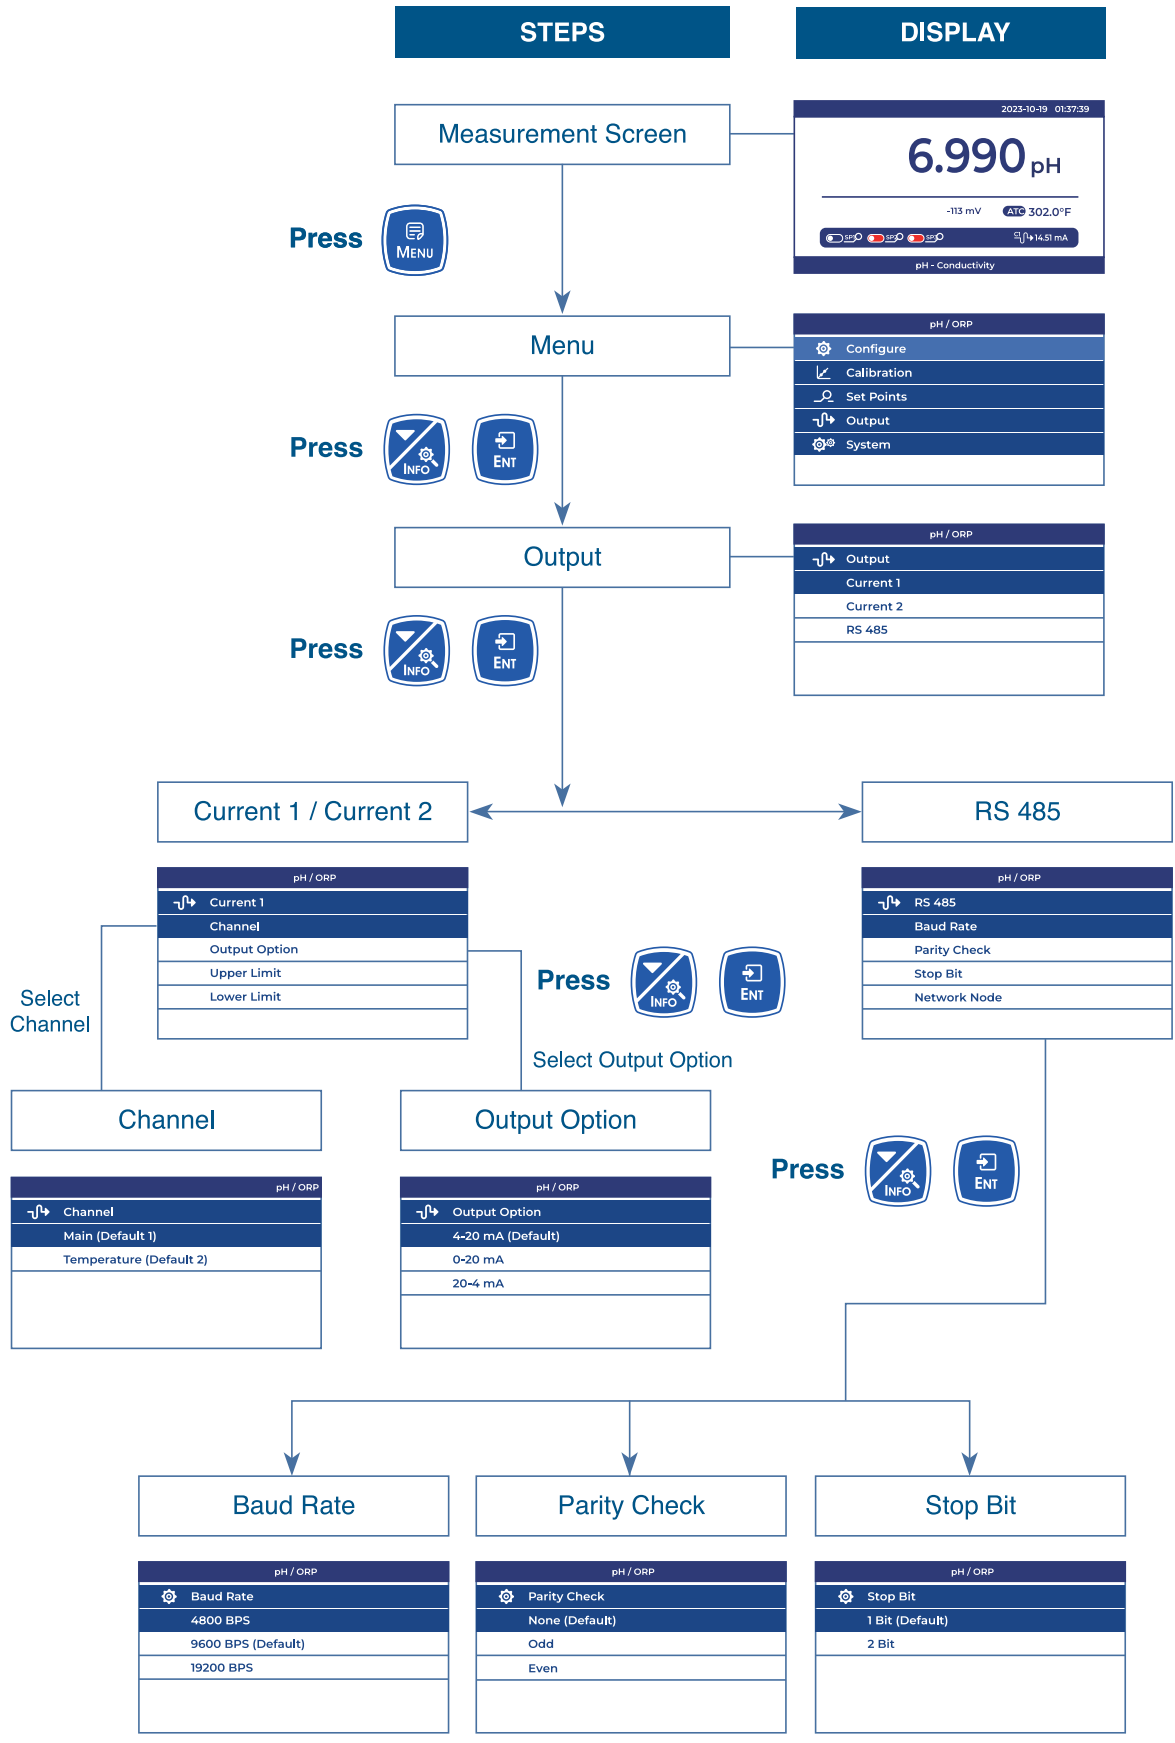 STEPS
DISPLAY
Measurement Screen
2023-10-19 01:37:39
6.990 pH
-113 mV ATC 302.0°F
SP1 SP2 SP3 14.51 mA
pH - Conductivity
Press
MENU
Menu
pH / ORP
Configure
Calibration
Set Points
Output
System
Press
INFO
ENT
Output
pH / ORP
Output
Current 1
Current 2
RS 485
Press
INFO
ENT
Current 1 / Current 2
RS 485
pH / ORP
Current 1
Channel
Output Option
Upper Limit
Lower Limit
pH / ORP
RS 485
Baud Rate
Parity Check
Stop Bit
Network Node
Press
INFO
ENT
Select
Channel
Select Output Option
Channel
Output Option
Press
INFO
ENT
pH / ORP
Channel
Main (Default 1)
Temperature (Default 2)
pH / ORP
Output Option
4-20 mA (Default)
0-20 mA
20-4 mA
Baud Rate
Parity Check
Stop Bit
pH / ORP
Baud Rate
4800 BPS
9600 BPS (Default)
19200 BPS
pH / ORP
Parity Check
None (Default)
Odd
Even
pH / ORP
Stop Bit
1 Bit (Default)
2 Bit